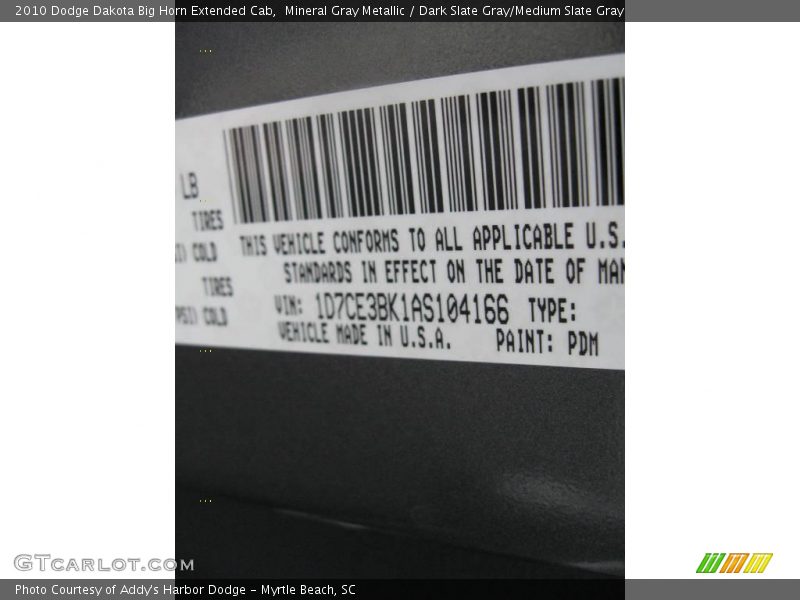 2010 Dodge Dakota Big Horn Extended Cab,  Mineral Gray Metallic / Dark Slate Gray/Medium Slate Gray
LB
TIRES
COLD
TIRES
PSI) COLD
THIS VEHICLE CONFORMS TO ALL APPLICABLE U.S.
STANDARDS IN EFFECT ON THE DATE OF MAN
VIN: 1D7CE3BK1AS104166 TYPE:
VEHICLE MADE IN U.S.A. PAINT: PDM
GTCARLOT.COM
Photo Courtesy of Addy's Harbor Dodge - Myrtle Beach, SC